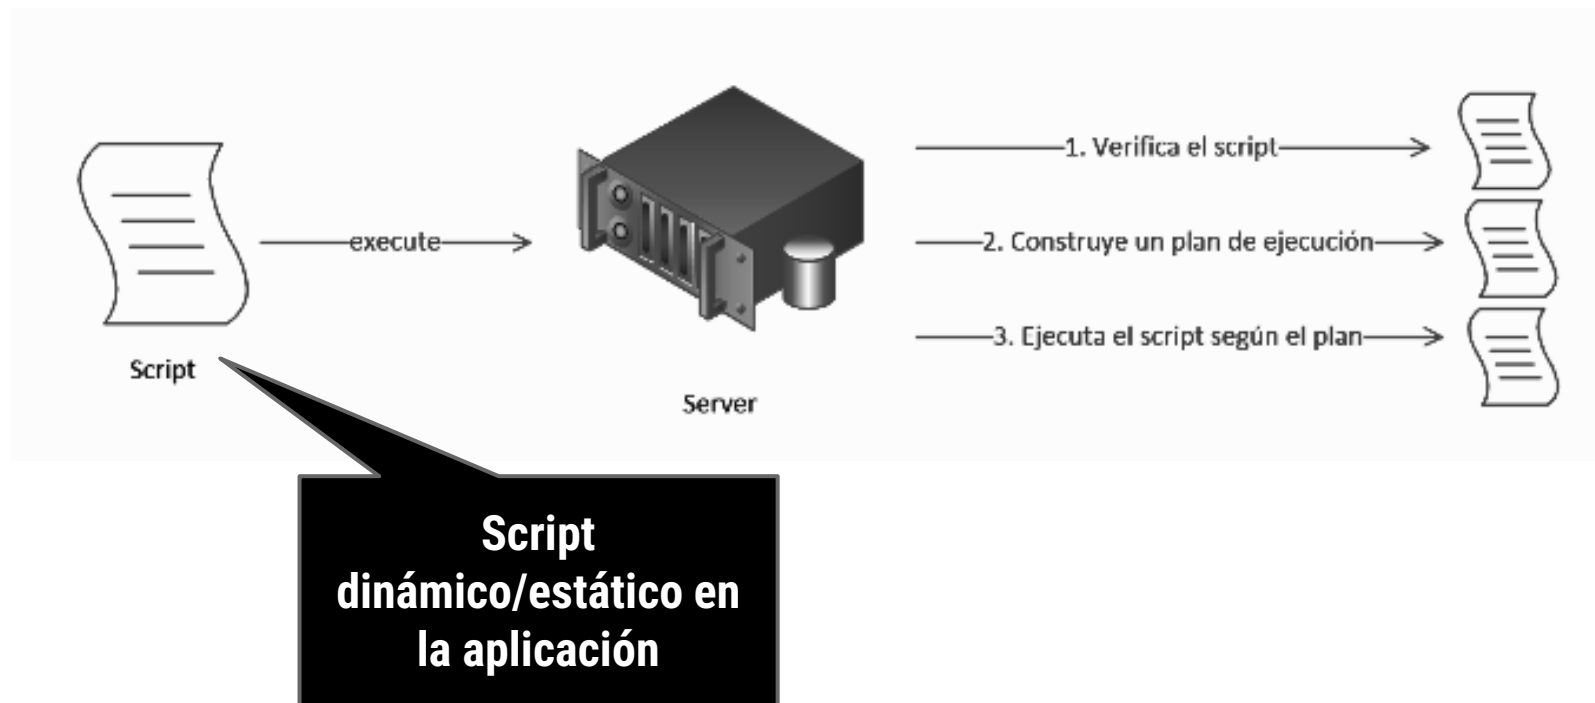 1. Verifica el script
execute
2. Construye un plan de ejecución
3. Ejecuta el script según el plan
Script
Server
Script
dinámico/estático en
la aplicación